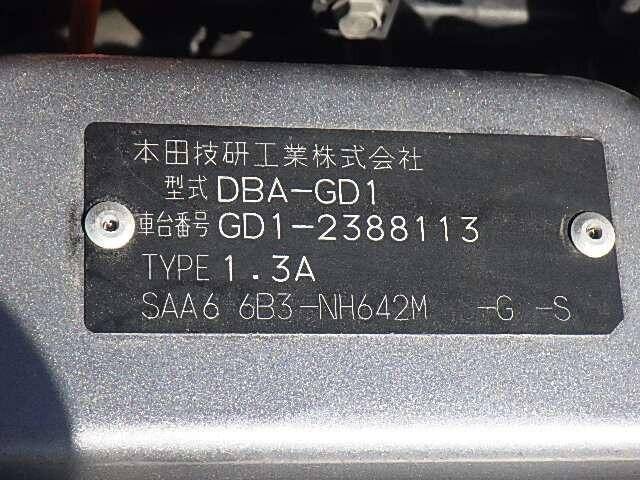 本田技研工業株式会社
型式 DBA-GD1
車台番号 GD1-2388113
TYPE 1.3A
SAA6 6B3-NH642M -G -S